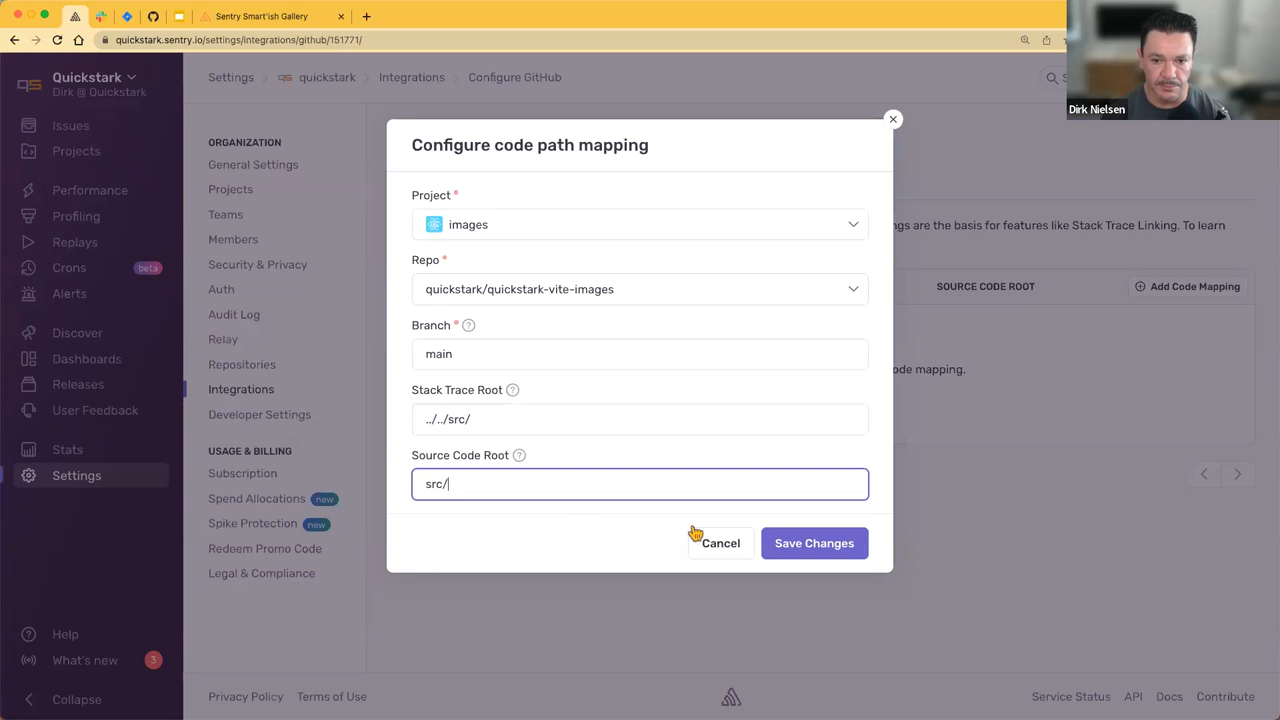 Sentry Smart'ish Gallery
quickstark.sentry.io/settings/integrations/github/151771/
Dirk Nielsen
qs
Quickstark
Dirk @ Quickstark
Issues
Projects
Performance
Profiling
Replays
Crons beta
Alerts
Discover
Dashboards
Releases
User Feedback
Stats
Settings
Help
What's new 3
Collapse
Settings > quickstark > Integrations > Configure GitHub
ORGANIZATION
General Settings
Projects
Teams
Members
Security & Privacy
Auth
Audit Log
Relay
Repositories
Integrations
Developer Settings
USAGE & BILLING
Subscription
Spend Allocations new
Spike Protection new
Redeem Promo Code
Legal & Compliance
Configure code path mapping
Project *
images
Repo *
quickstark/quickstark-vite-images
Branch * ?
main
Stack Trace Root ?
../../src/
Source Code Root ?
src/
Cancel
Save Changes
ngs are the basis for features like Stack Trace Linking. To learn
SOURCE CODE ROOT
Add Code Mapping
ode mapping.
Privacy Policy
Terms of Use
Service Status
API
Docs
Contribute